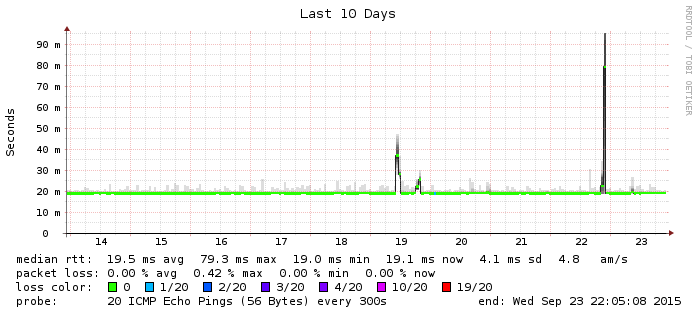 Last 10 Days
RRDTOOL / TOBI OETIKER
Seconds
90 m
80 m
70 m
60 m
50 m
40 m
30 m
20 m
10 m
0
14 15 16 17 18 19 20 21 22 23
median rtt: 19.5 ms avg 79.3 ms max 19.0 ms min 19.1 ms now 4.1 ms sd 4.8 am/s
packet loss: 0.00 % avg 0.42 % max 0.00 % min 0.00 % now
loss color: 0 1/20 2/20 3/20 4/20 10/20 19/20
probe: 20 ICMP Echo Pings (56 Bytes) every 300s end: Wed Sep 23 22:05:08 2015